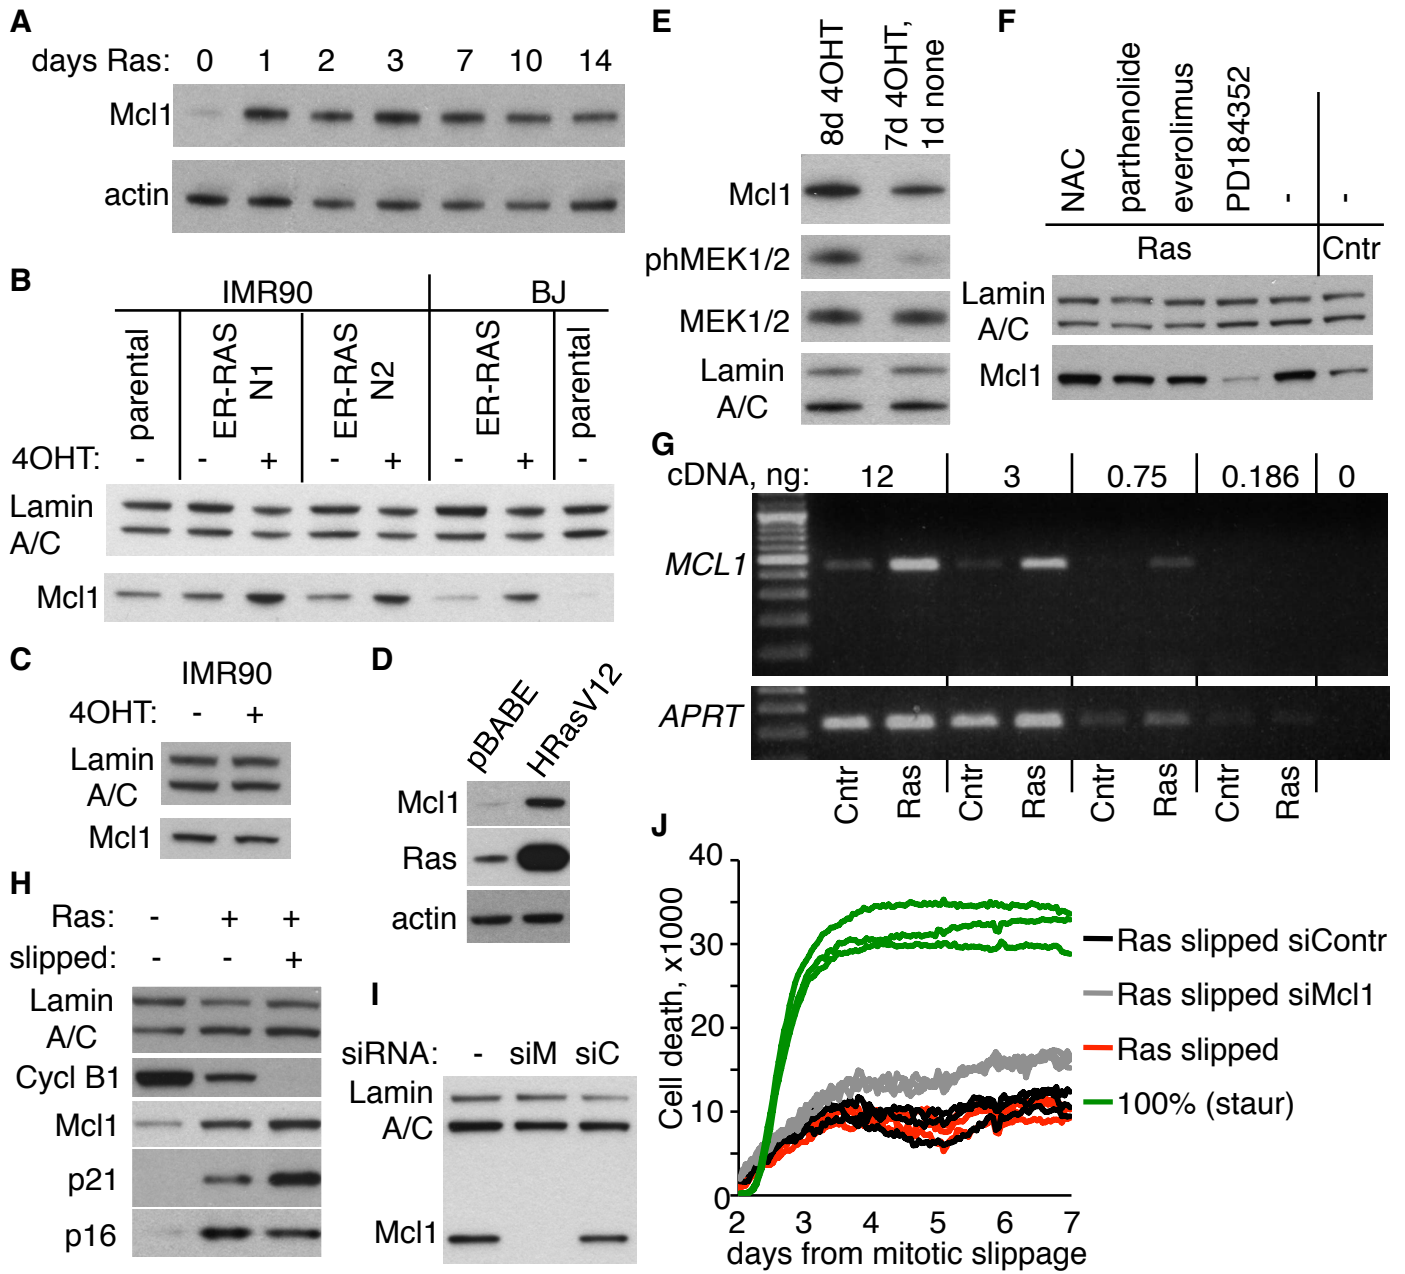 A
days Ras: 0 1 2 3 7 10 14
Mcl1
actin
B
IMR90 BJ
parental
ER-RAS N1
ER-RAS N2
ER-RAS
parental
4OHT: - - + - + - + -
Lamin
A/C
Mcl1
C
IMR90
4OHT: - +
Lamin
A/C
Mcl1
D
pBABE
HRasV12
Mcl1
Ras
actin
E
8d 4OHT
7d 4OHT,
1d none
Mcl1
phMEK1/2
MEK1/2
Lamin
A/C
F
NAC
parthenolide
everolimus
PD184352
-
-
Ras Cntr
Lamin
A/C
Mcl1
G
cDNA, ng: 12 3 0.75 0.186 0
MCL1
APRT
Cntr
Ras
Cntr
Ras
Cntr
Ras
Cntr
Ras
H
Ras: - + +
slipped: - - +
Lamin
A/C
Cycl B1
Mcl1
p21
p16
I
siRNA: - siM siC
Lamin
A/C
Mcl1
J
Cell death, x1000
40
30
20
10
0
2 3 4 5 6 7
days from mitotic slippage
Ras slipped siContr
Ras slipped siMcl1
Ras slipped
100% (staur)